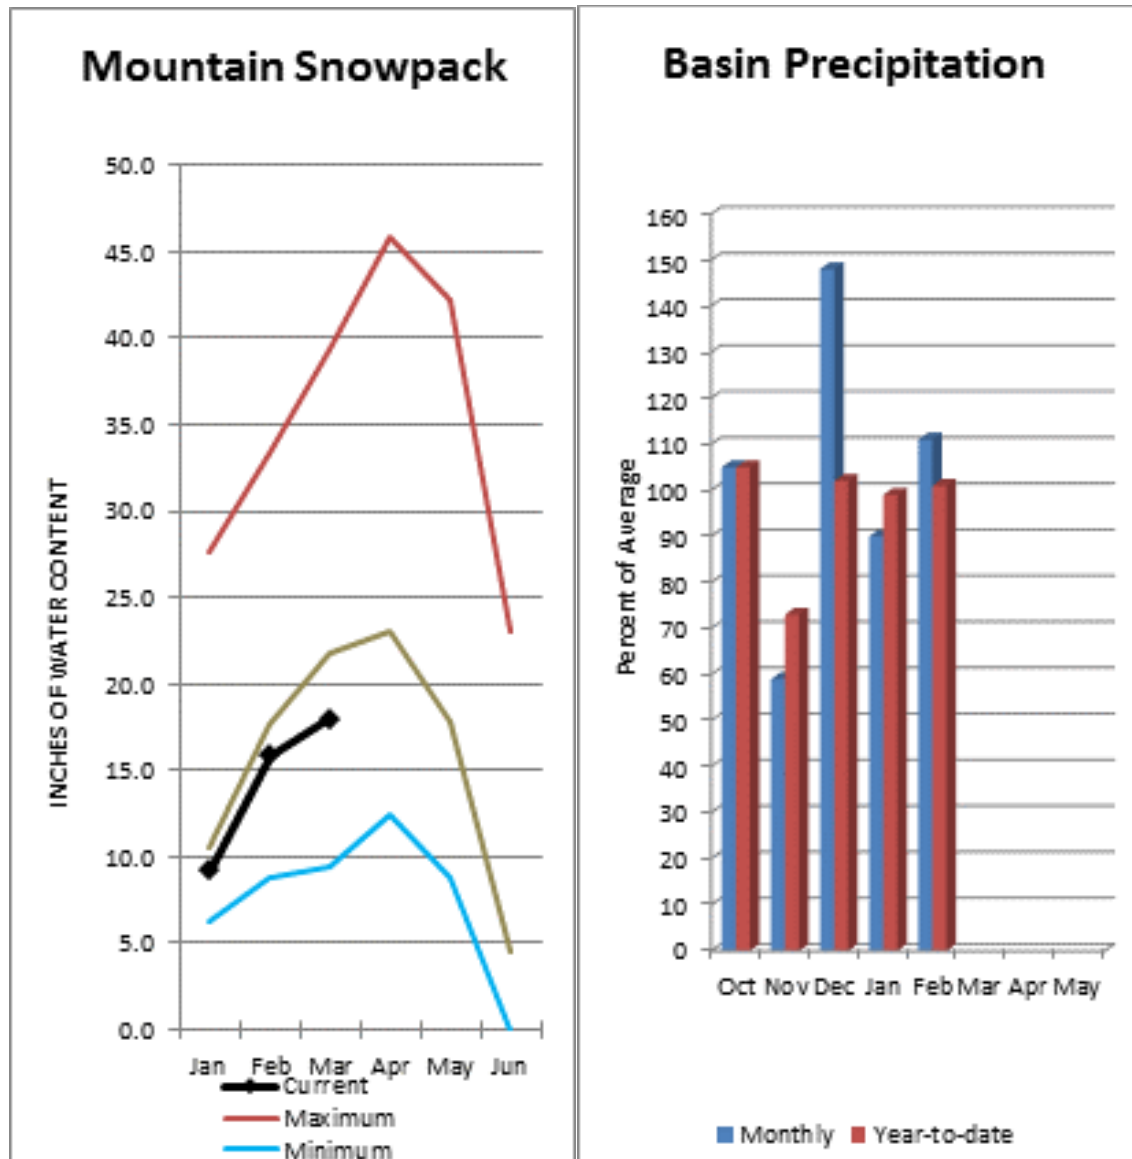 Mountain Snowpack
50.0
45.0
40.0
35.0
30.0
25.0
20.0
15.0
10.0
5.0
0.0
INCHES OF WATER CONTENT
Jan Feb Mar Apr May Jun
Current
Maximum
Minimum
Basin Precipitation
160
150
140
130
120
110
100
90
80
70
60
50
40
30
20
10
0
Percent of Average
Oct Nov Dec Jan Feb Mar Apr May
Monthly Year-to-date